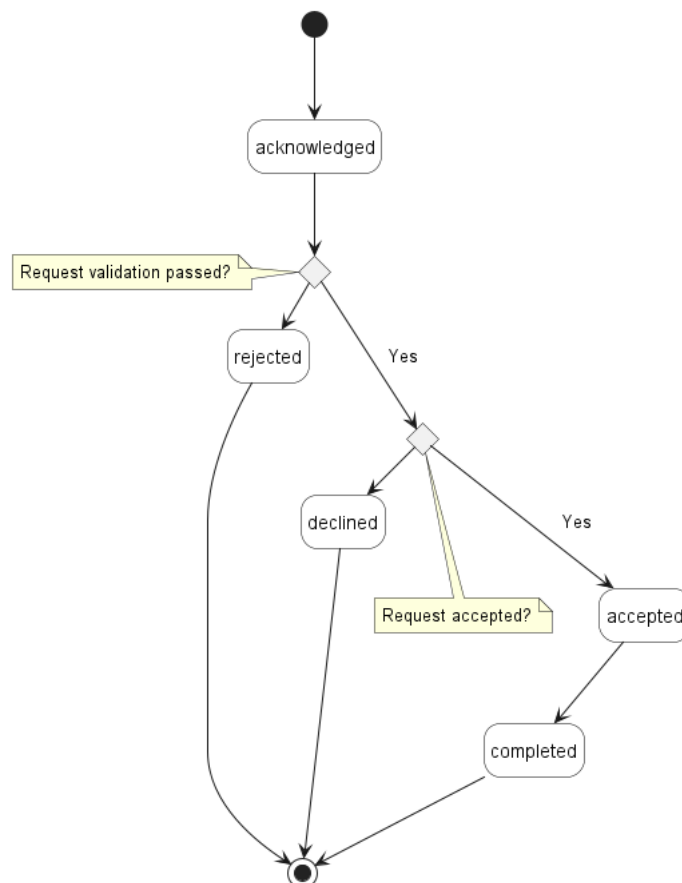 acknowledged
Request validation passed?
rejected
Yes
declined
Yes
Request accepted?
accepted
completed